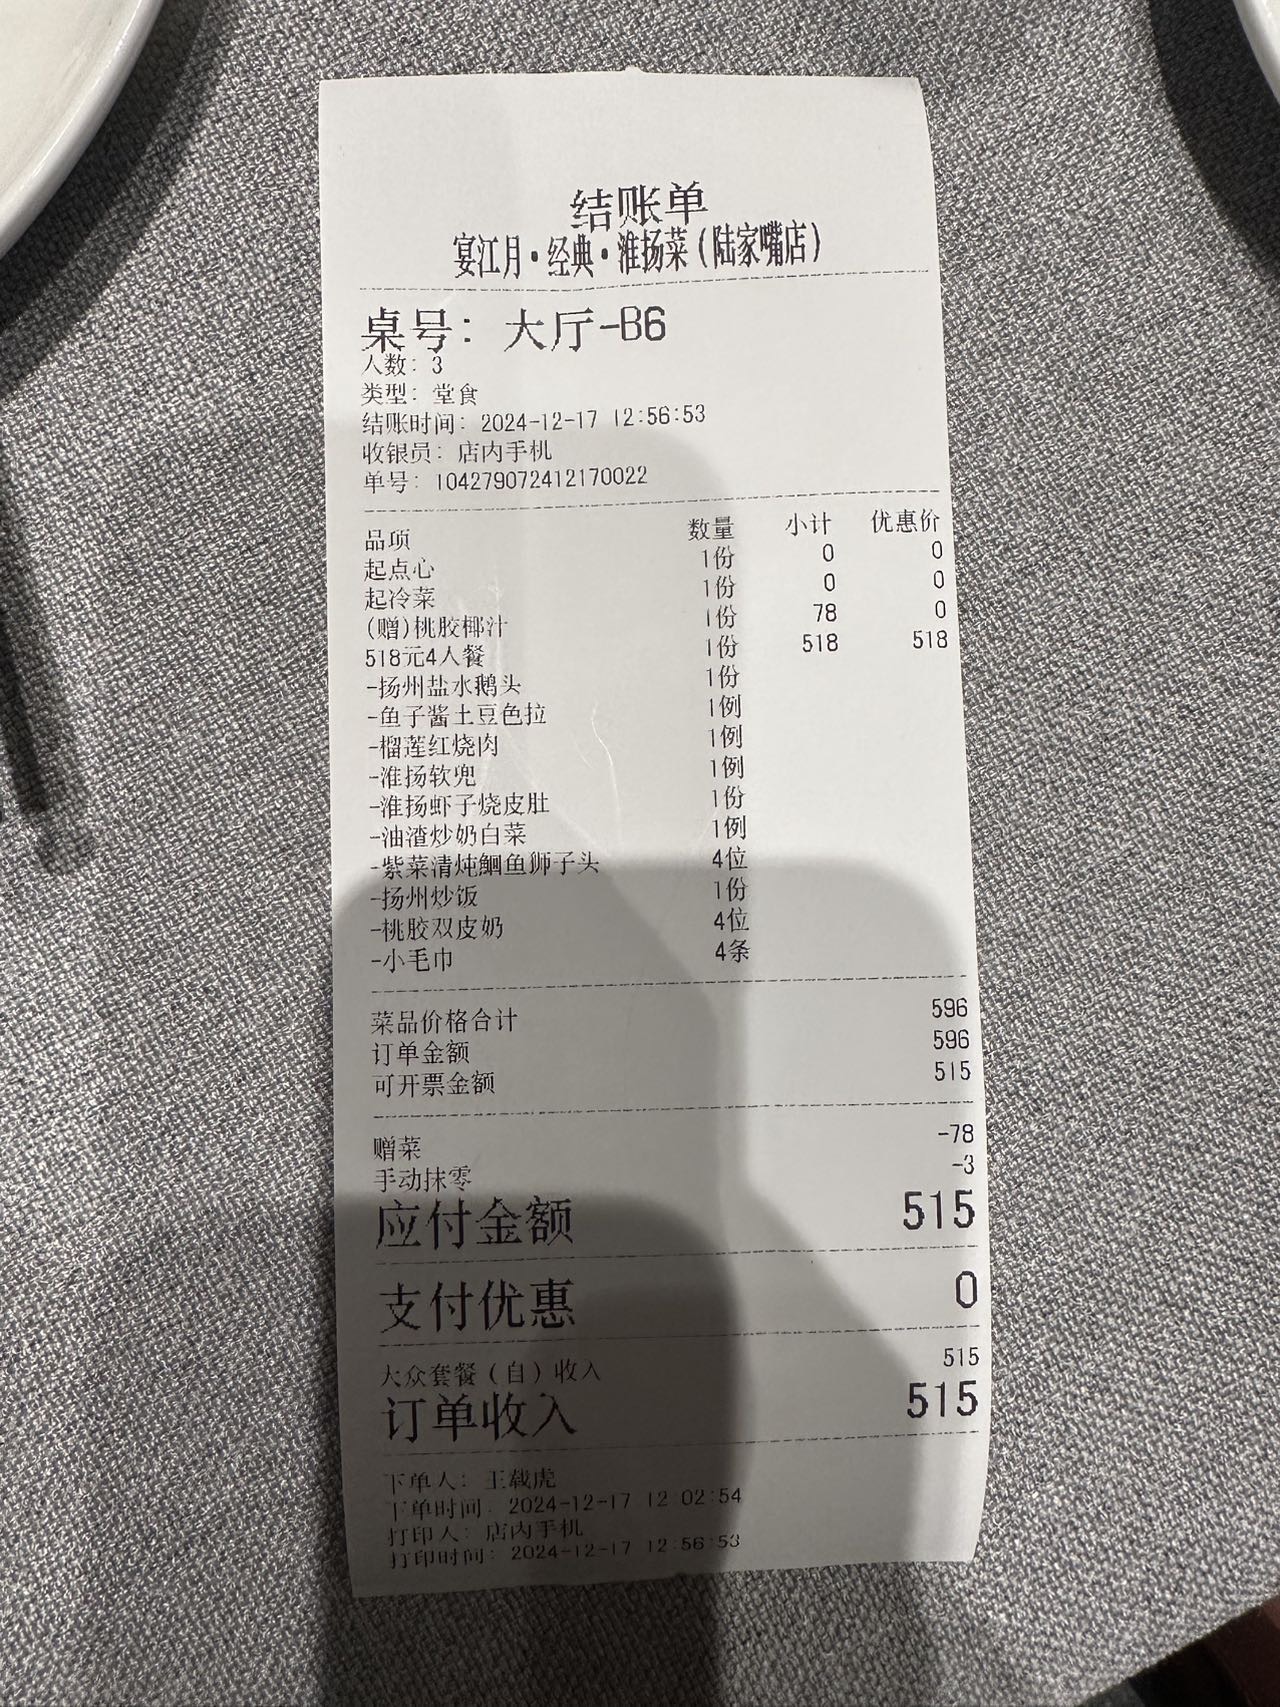 结账单
宴江月·经典·淮扬菜(陆家嘴店)
桌号: 大厅-B6
人数: 3
类型: 堂食
结账时间: 2024-12-17 12:56:53
收银员: 店内手机
单号: 104279072412170022
品项 数量 小计 优惠价
起点心 1份 0 0
起冷菜 1份 0 0
(赠)桃胶椰汁 1份 78 0
518元4人餐 1份 518 518
-扬州盐水鹅头 1份
-鱼子酱土豆色拉 1例
-榴莲红烧肉 1例
-淮扬软兜 1例
-淮扬虾子烧皮肚 1份
-油渣炒奶白菜 1例
-紫菜清炖鮰鱼狮子头 4位
-扬州炒饭 1份
-桃胶双皮奶 4位
-小毛巾 4条
菜品价格合计 596
订单金额 596
可开票金额 515
赠菜 -78
手动抹零 -3
应付金额 515
支付优惠 0
大众套餐(自)收入 515
订单收入 515
下单人: 王载虎
下单时间: 2024-12-17 12:02:54
打印人: 店内手机
打印时间: 2024-12-17 12:56:53